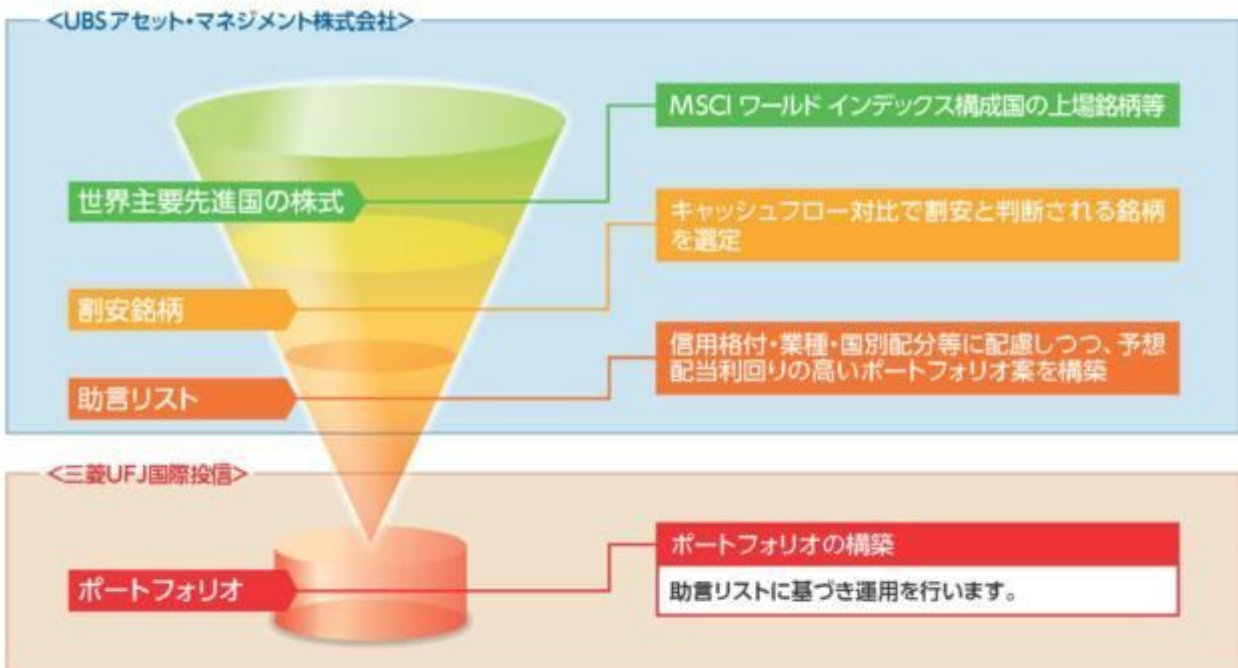 <UBSアセット・マネジメント株式会社>
MSCI ワールド インデックス構成国の上場銘柄等
世界主要先進国の株式
キャッシュフロー対比で割安と判断される銘柄
を選定
割安銘柄
信用格付・業種・国別配分等に配慮しつつ、予想
配当利回りの高いポートフォリオ案を構築
助言リスト
<三菱UFJ国際投信>
ポートフォリオの構築
ポートフォリオ
助言リストに基づき運用を行います。